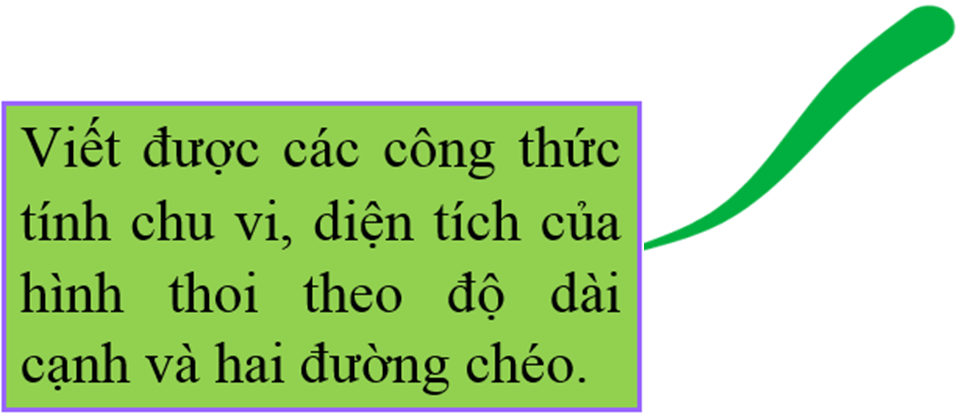 Viết được các công thức
tính chu vi, diện tích của
hình thoi theo độ dài
cạnh và hai đường chéo.